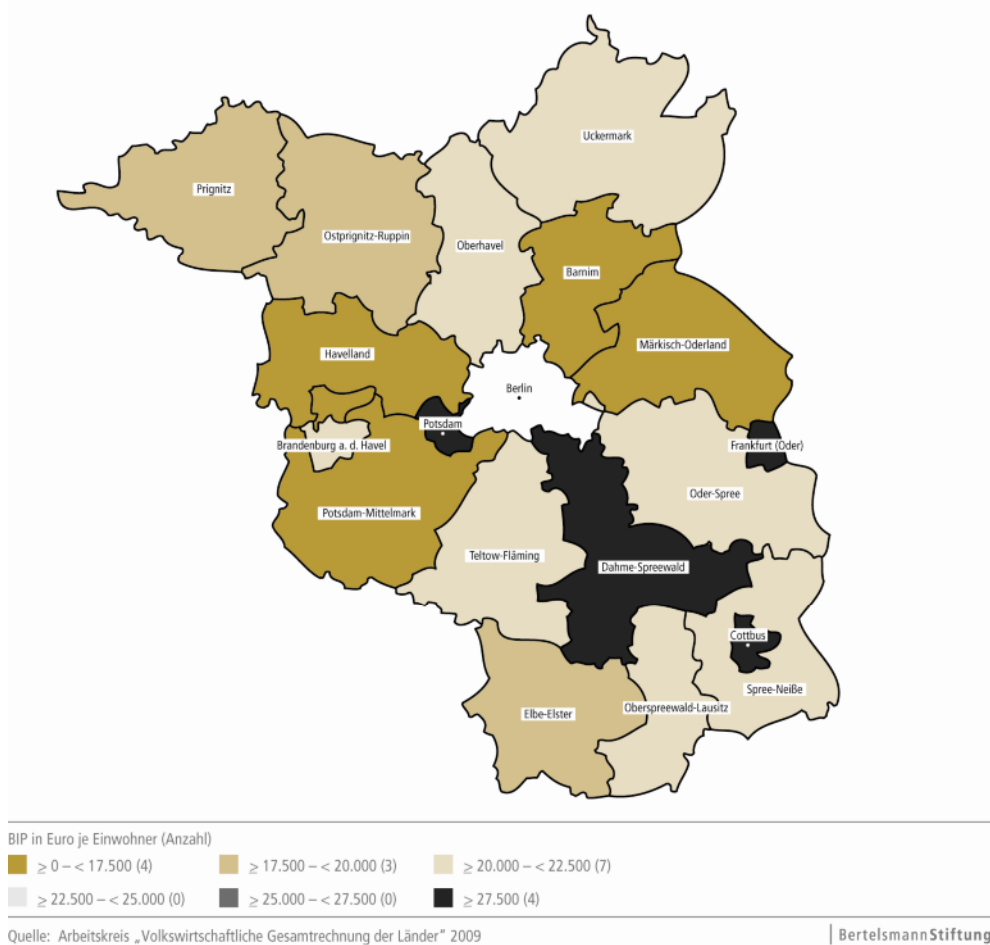 Uckermark
Prignitz
Ostprignitz-Ruppin
Oberhavel
Barnim
Märkisch-Oderland
Havelland
Berlin
Potsdam
Brandenburg a. d. Havel
Frankfurt (Oder)
Oder-Spree
Potsdam-Mittelmark
Teltow-Fläming
Dahme-Spreewald
Cottbus
Spree-Neiße
Elbe-Elster
Oberspreewald-Lausitz
BIP in Euro je Einwohner (Anzahl)
≥ 0 – < 17.500 (4)
≥ 17.500 – < 20.000 (3)
≥ 20.000 – < 22.500 (7)
≥ 22.500 – < 25.000 (0)
≥ 25.000 – < 27.500 (0)
≥ 27.500 (4)
Quelle: Arbeitskreis „Volkswirtschaftliche Gesamtrechnung der Länder“ 2009
BertelsmannStiftung